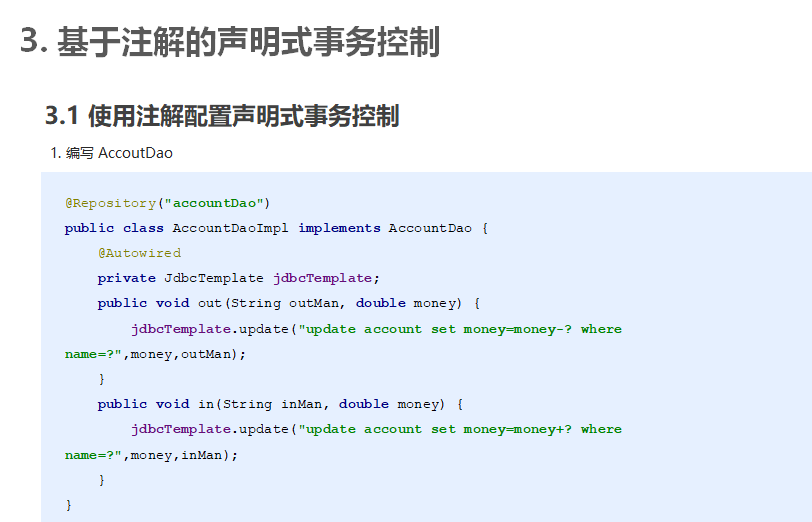 3. 基于注解的声明式事务控制
3.1 使用注解配置声明式事务控制
1. 编写 AccoutDao
@Repository("accountDao")
public class AccountDaoImpl implements AccountDao {
@Autowired
private JdbcTemplate jdbcTemplate;
public void out(String outMan, double money) {
jdbcTemplate.update("update account set money=money-? where
name=?",money,outMan);
}
public void in(String inMan, double money) {
jdbcTemplate.update("update account set money=money+? where
name=?",money,inMan);
}
}